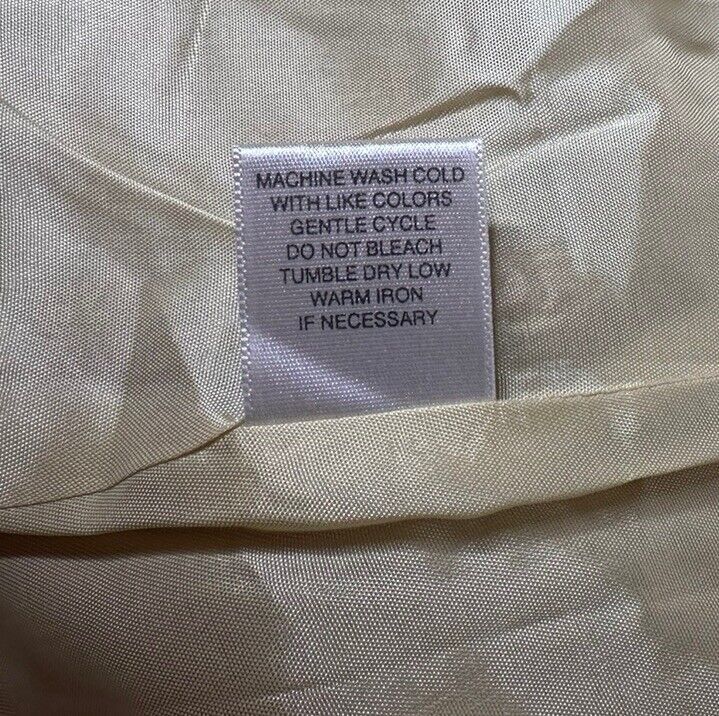 MACHINE WASH COLD
WITH LIKE COLORS
GENTLE CYCLE
DO NOT BLEACH
TUMBLE DRY LOW
WARM IRON
IF NECESSARY